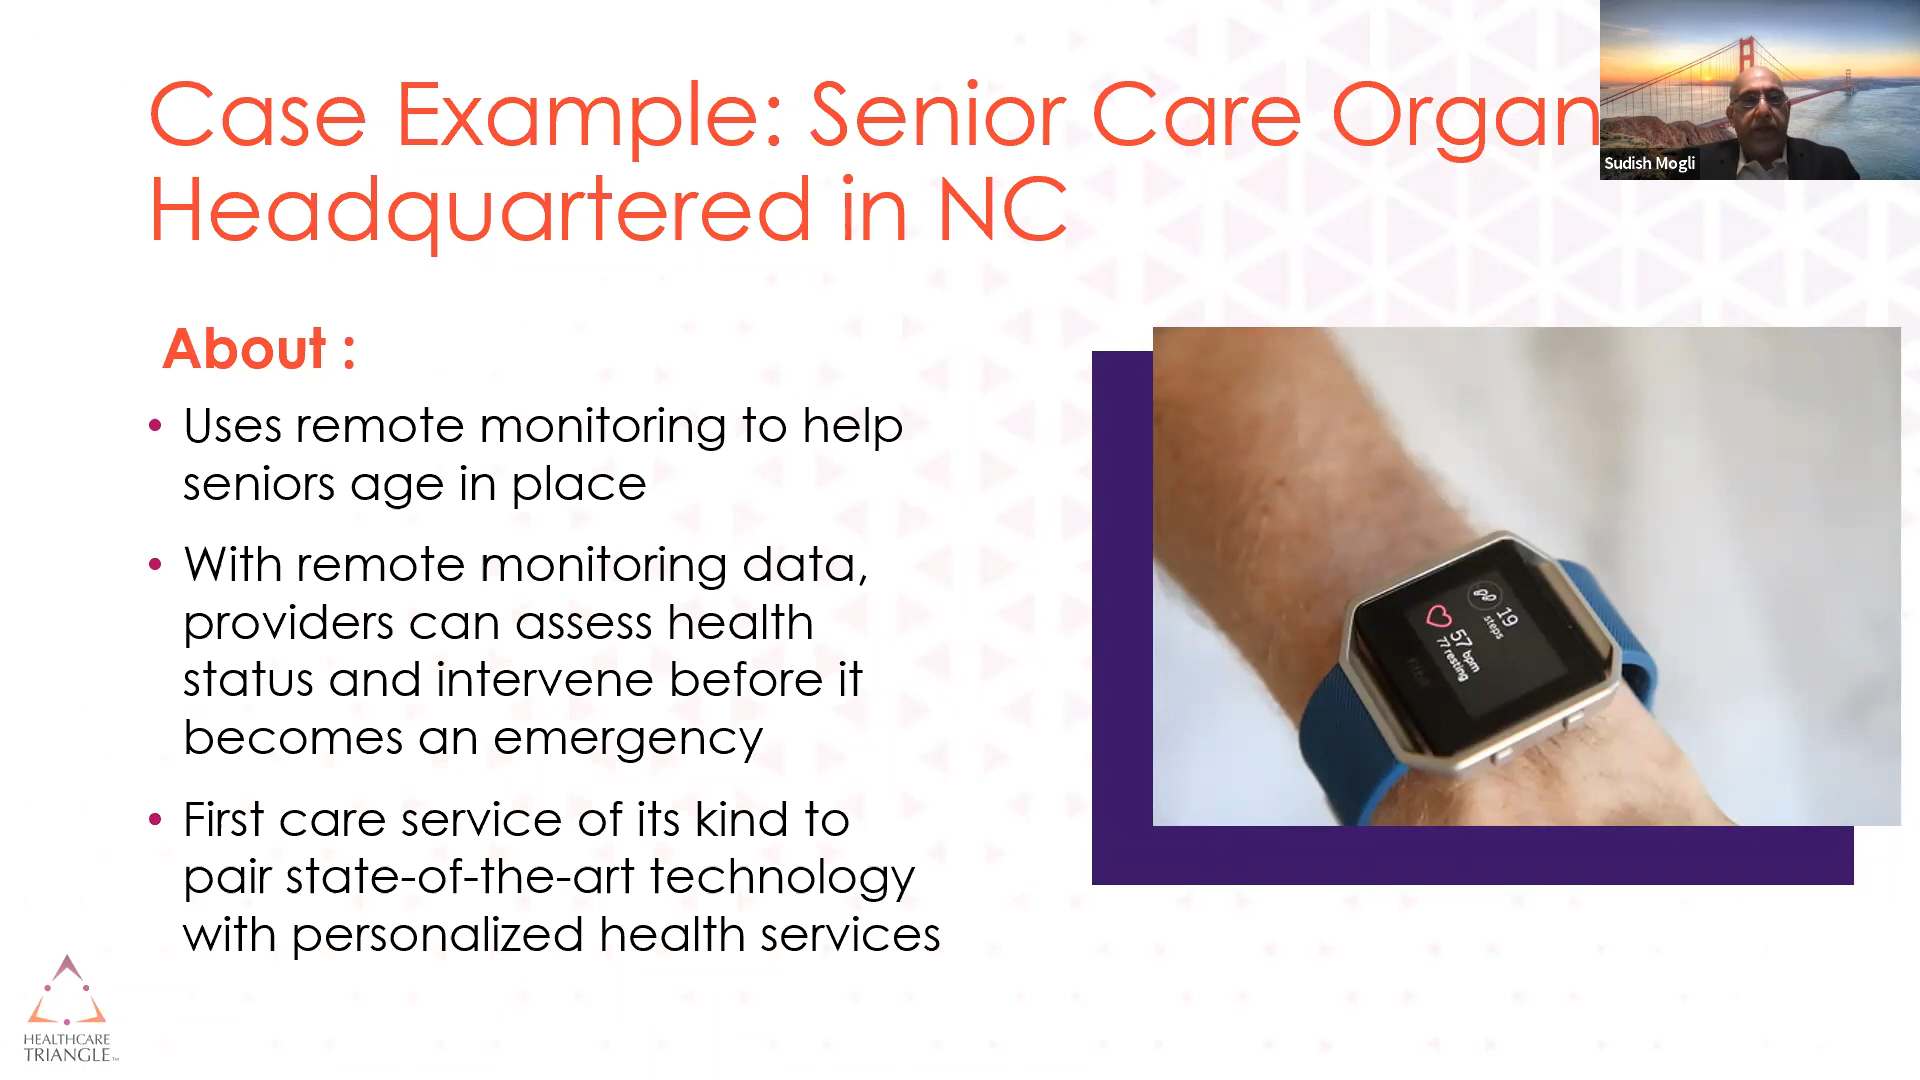 Case Example: Senior Care Organ
Headquartered in NC
Sudish Mogli
About :
• Uses remote monitoring to help
seniors age in place
• With remote monitoring data,
providers can assess health
status and intervene before it
becomes an emergency
• First care service of its kind to
pair state-of-the-art technology
with personalized health services
19
steps
57 bpm
77 resting
fitbit
HEALTHCARE
TRIANGLE™